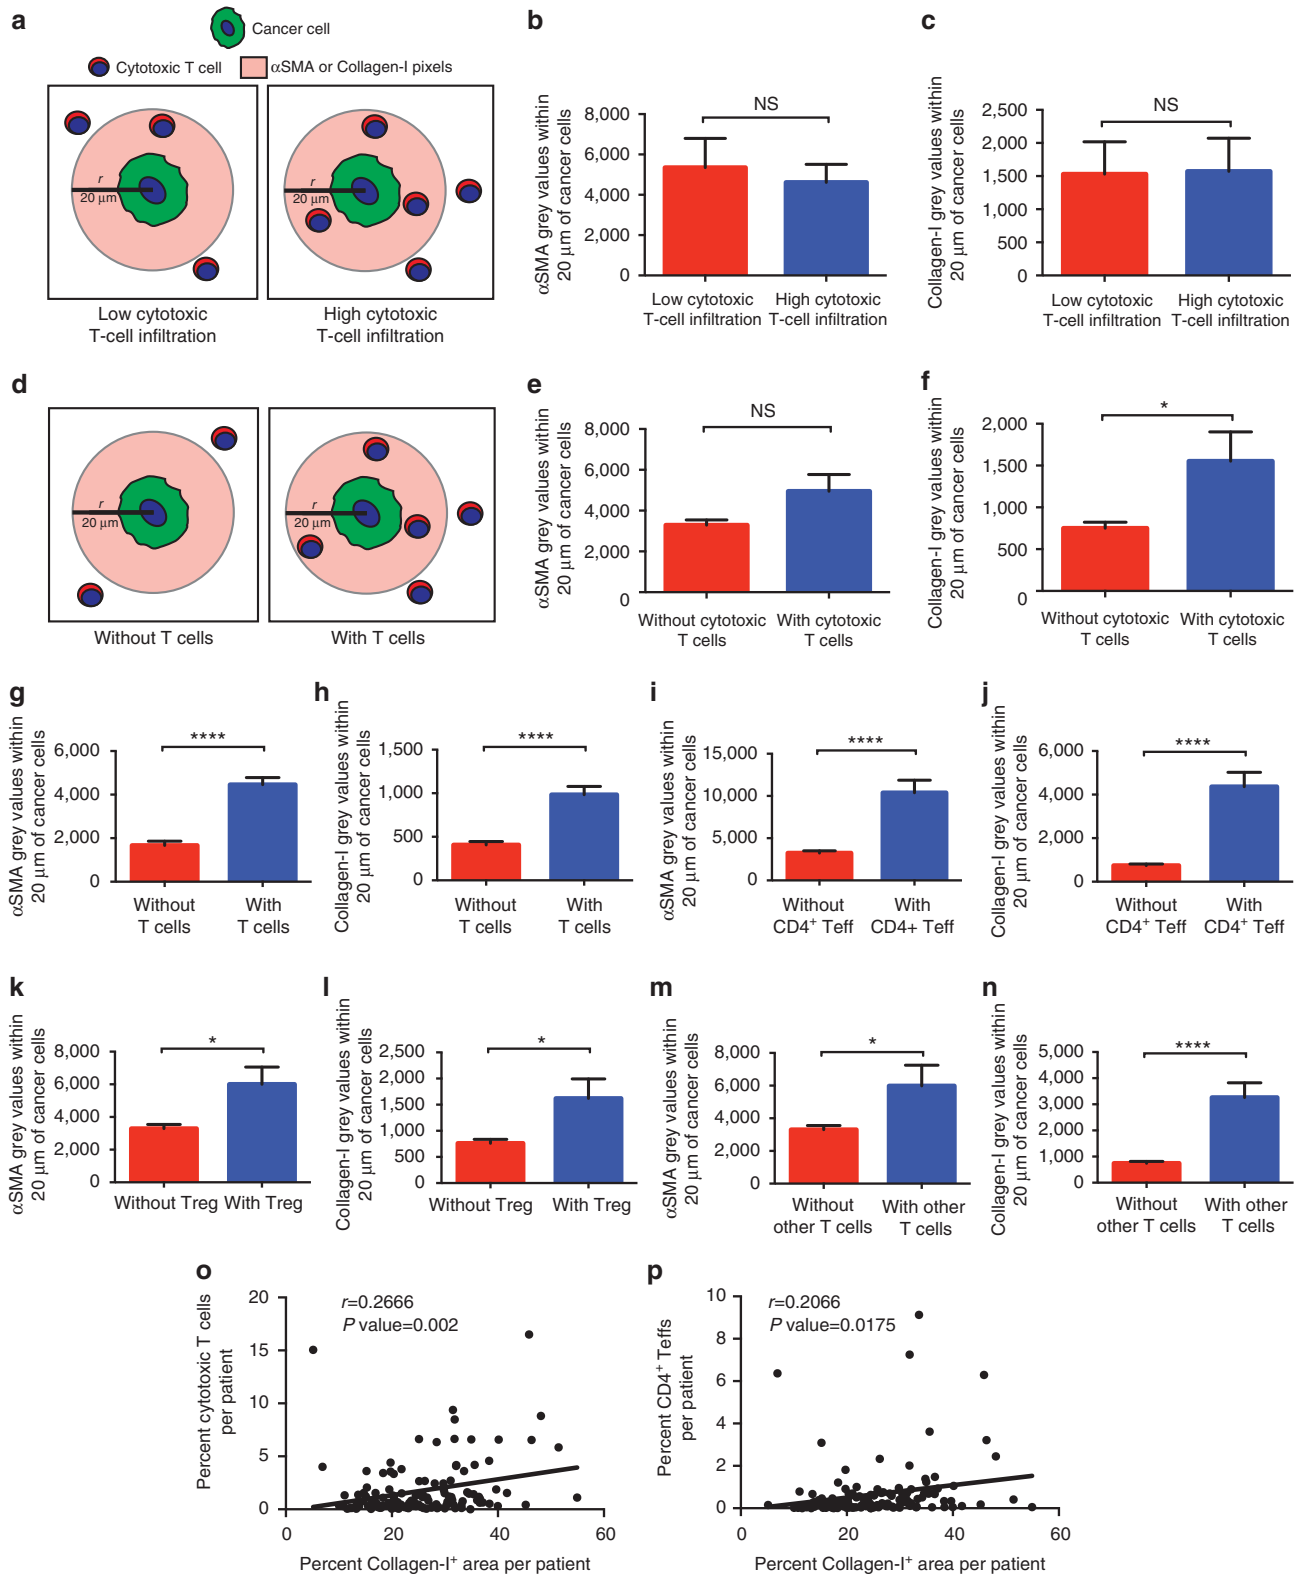 a
Cancer cell
Cytotoxic T cell
αSMA or Collagen-I pixels
r
20 µm
r
20 µm
Low cytotoxic
T-cell infiltration
High cytotoxic
T-cell infiltration
b
αSMA grey values within
20 µm of cancer cells
8,000
6,000
4,000
2,000
0
NS
Low cytotoxic
T-cell infiltration
High cytotoxic
T-cell infiltration
c
Collagen-I grey values within
20 µm of cancer cells
2,500
2,000
1,500
1,000
500
0
NS
Low cytotoxic
T-cell infiltration
High cytotoxic
T-cell infiltration
d
r
20 µm
r
20 µm
Without T cells
With T cells
e
αSMA grey values within
20 µm of cancer cells
8,000
6,000
4,000
2,000
0
NS
Without cytotoxic
T cells
With cytotoxic
T cells
f
Collagen-I grey values within
20 µm of cancer cells
2,000
1,500
1,000
500
0
*
Without cytotoxic
T cells
With cytotoxic
T cells
g
αSMA grey values within
20 µm of cancer cells
6,000
4,000
2,000
0
****
Without
T cells
With
T cells
h
Collagen-I grey values within
20 µm of cancer cells
1,500
1,000
500
0
****
Without
T cells
With
T cells
i
αSMA grey values within
20 µm of cancer cells
15,000
10,000
5,000
0
****
Without
CD4⁺ Teff
With
CD4+ Teff
j
Collagen-I grey values within
20 µm of cancer cells
6,000
4,000
2,000
0
****
Without
CD4⁺ Teff
With
CD4⁺ Teff
k
αSMA grey values within
20 µm of cancer cells
8,000
6,000
4,000
2,000
0
*
Without Treg
With Treg
l
Collagen-I grey values within
20 µm of cancer cells
2,500
2,000
1,500
1,000
500
0
*
Without Treg
With Treg
m
αSMA grey values within
20 µm of cancer cells
8,000
6,000
4,000
2,000
0
*
Without
other T cells
With other
T cells
n
Collagen-I grey values within
20 µm of cancer cells
5,000
4,000
3,000
2,000
1,000
0
****
Without
other T cells
With other
T cells
o
Percent cytotoxic T cells
per patient
20
15
10
5
0
r=0.2666
P value=0.002
0
20
40
60
Percent Collagen-I⁺ area per patient
p
Percent CD4⁺ Teffs
per patient
10
8
6
4
2
0
r=0.2066
P value=0.0175
0
20
40
60
Percent Collagen-I⁺ area per patient